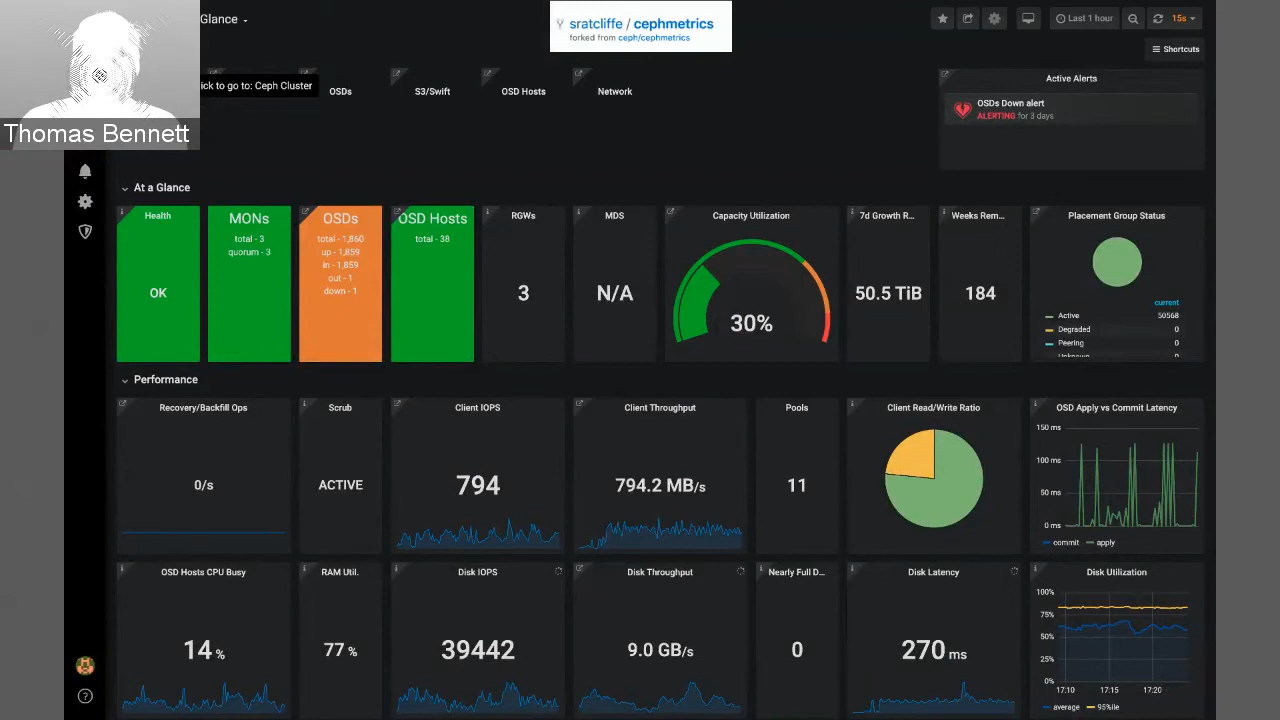 Glance
sratcliffe / cephmetrics
forked from ceph/cephmetrics
Last 1 hour
15s
Shortcuts
ick to go to: Ceph Cluster
OSDs
S3/Swift
OSD Hosts
Network
Active Alerts
OSDs Down alert
ALERTING for 3 days
Thomas Bennett
At a Glance
Health
OK
MONs
total - 3
quorum - 3
OSDs
total - 1,860
up - 1,859
in - 1,859
out - 1
down - 1
OSD Hosts
total - 38
RGWs
3
MDS
N/A
Capacity Utilization
30%
7d Growth R...
50.5 TiB
Weeks Rem...
184
Placement Group Status
current
Active 50568
Degraded 0
Peering 0
Unknown
Performance
Recovery/Backfill Ops
0/s
Scrub
ACTIVE
Client IOPS
794
Client Throughput
794.2 MB/s
Pools
11
Client Read/Write Ratio
OSD Apply vs Commit Latency
150 ms
100 ms
50 ms
0 ms
commit apply
OSD Hosts CPU Busy
14 %
RAM Util.
77 %
Disk IOPS
39442
Disk Throughput
9.0 GB/s
Nearly Full D...
0
Disk Latency
270 ms
Disk Utilization
100%
75%
50%
25%
0%
17:10 17:15 17:20
average 95%ile